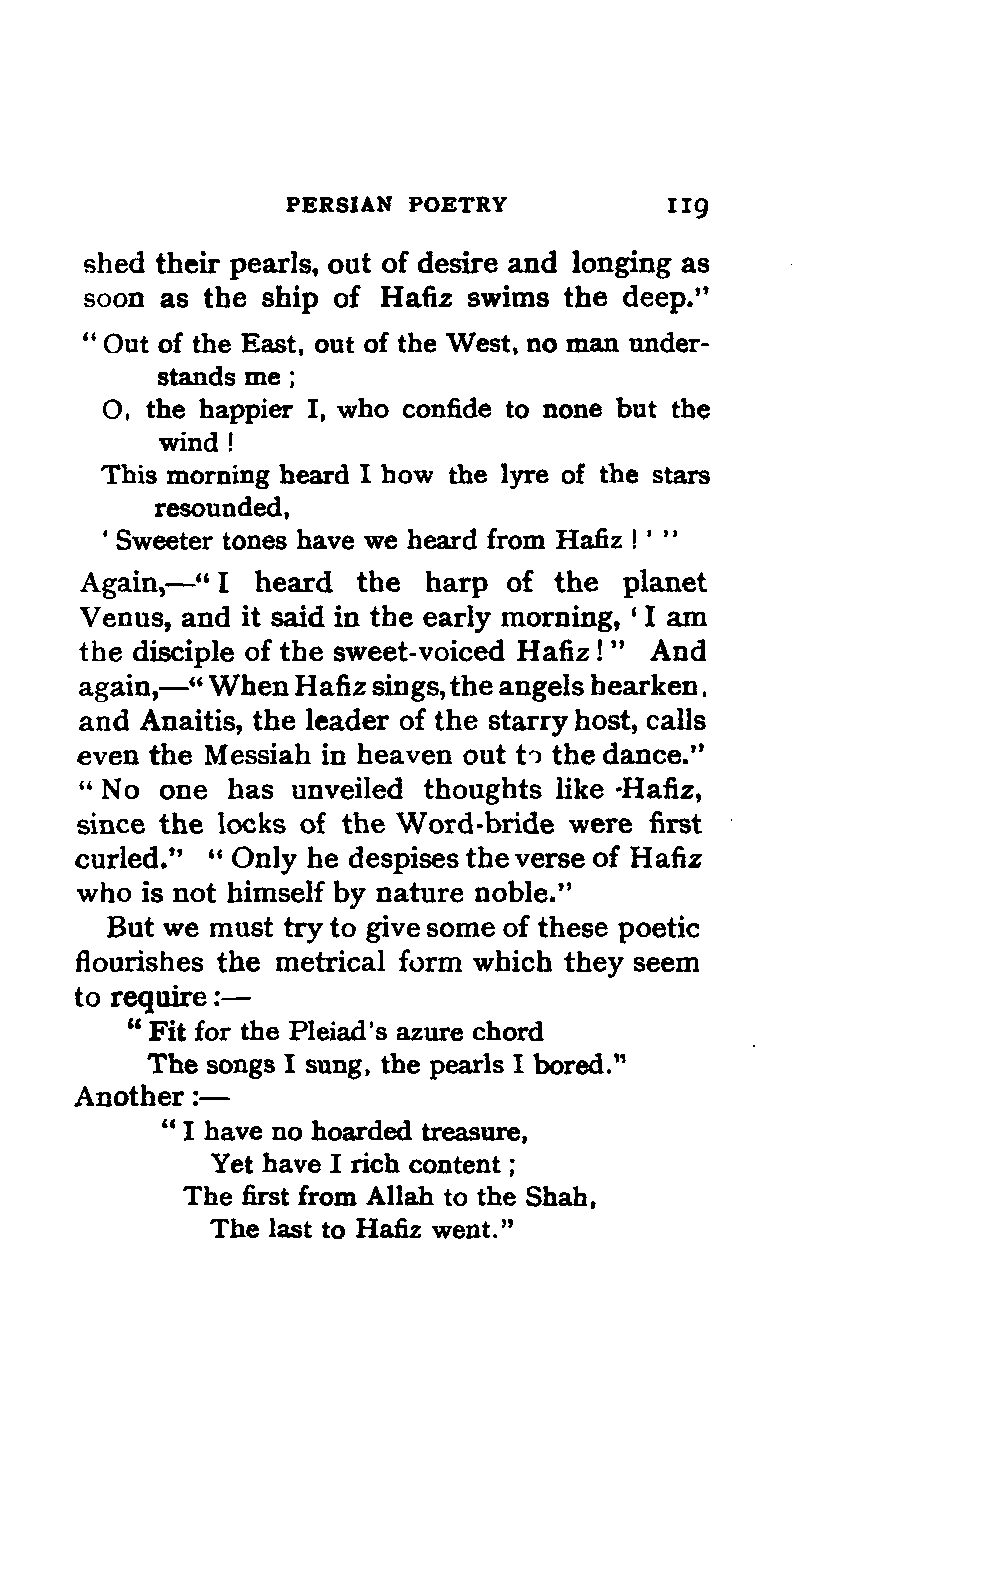 PERSIAN POETRY 119
shed their pearls, out of desire and longing as
soon as the ship of Hafiz swims the deep."
"Out of the East, out of the West, no man under-
stands me ;
O, the happier I, who confide to none but the
wind !
This morning heard I how the lyre of the stars
resounded,
'Sweeter tones have we heard from Hafiz ! ' "
Again,—"I heard the harp of the planet
Venus, and it said in the early morning, 'I am
the disciple of the sweet-voiced Hafiz ! " And
again,—"When Hafiz sings, the angels hearken,
and Anaitis, the leader of the starry host, calls
even the Messiah in heaven out to the dance."
"No one has unveiled thoughts like Hafiz,
since the locks of the Word-bride were first
curled." "Only he despises the verse of Hafiz
who is not himself by nature noble."
But we must try to give some of these poetic
flourishes the metrical form which they seem
to require :—
"Fit for the Pleiad's azure chord
The songs I sung, the pearls I bored."
Another :—
"I have no hoarded treasure,
Yet have I rich content ;
The first from Allah to the Shah,
The last to Hafiz went."